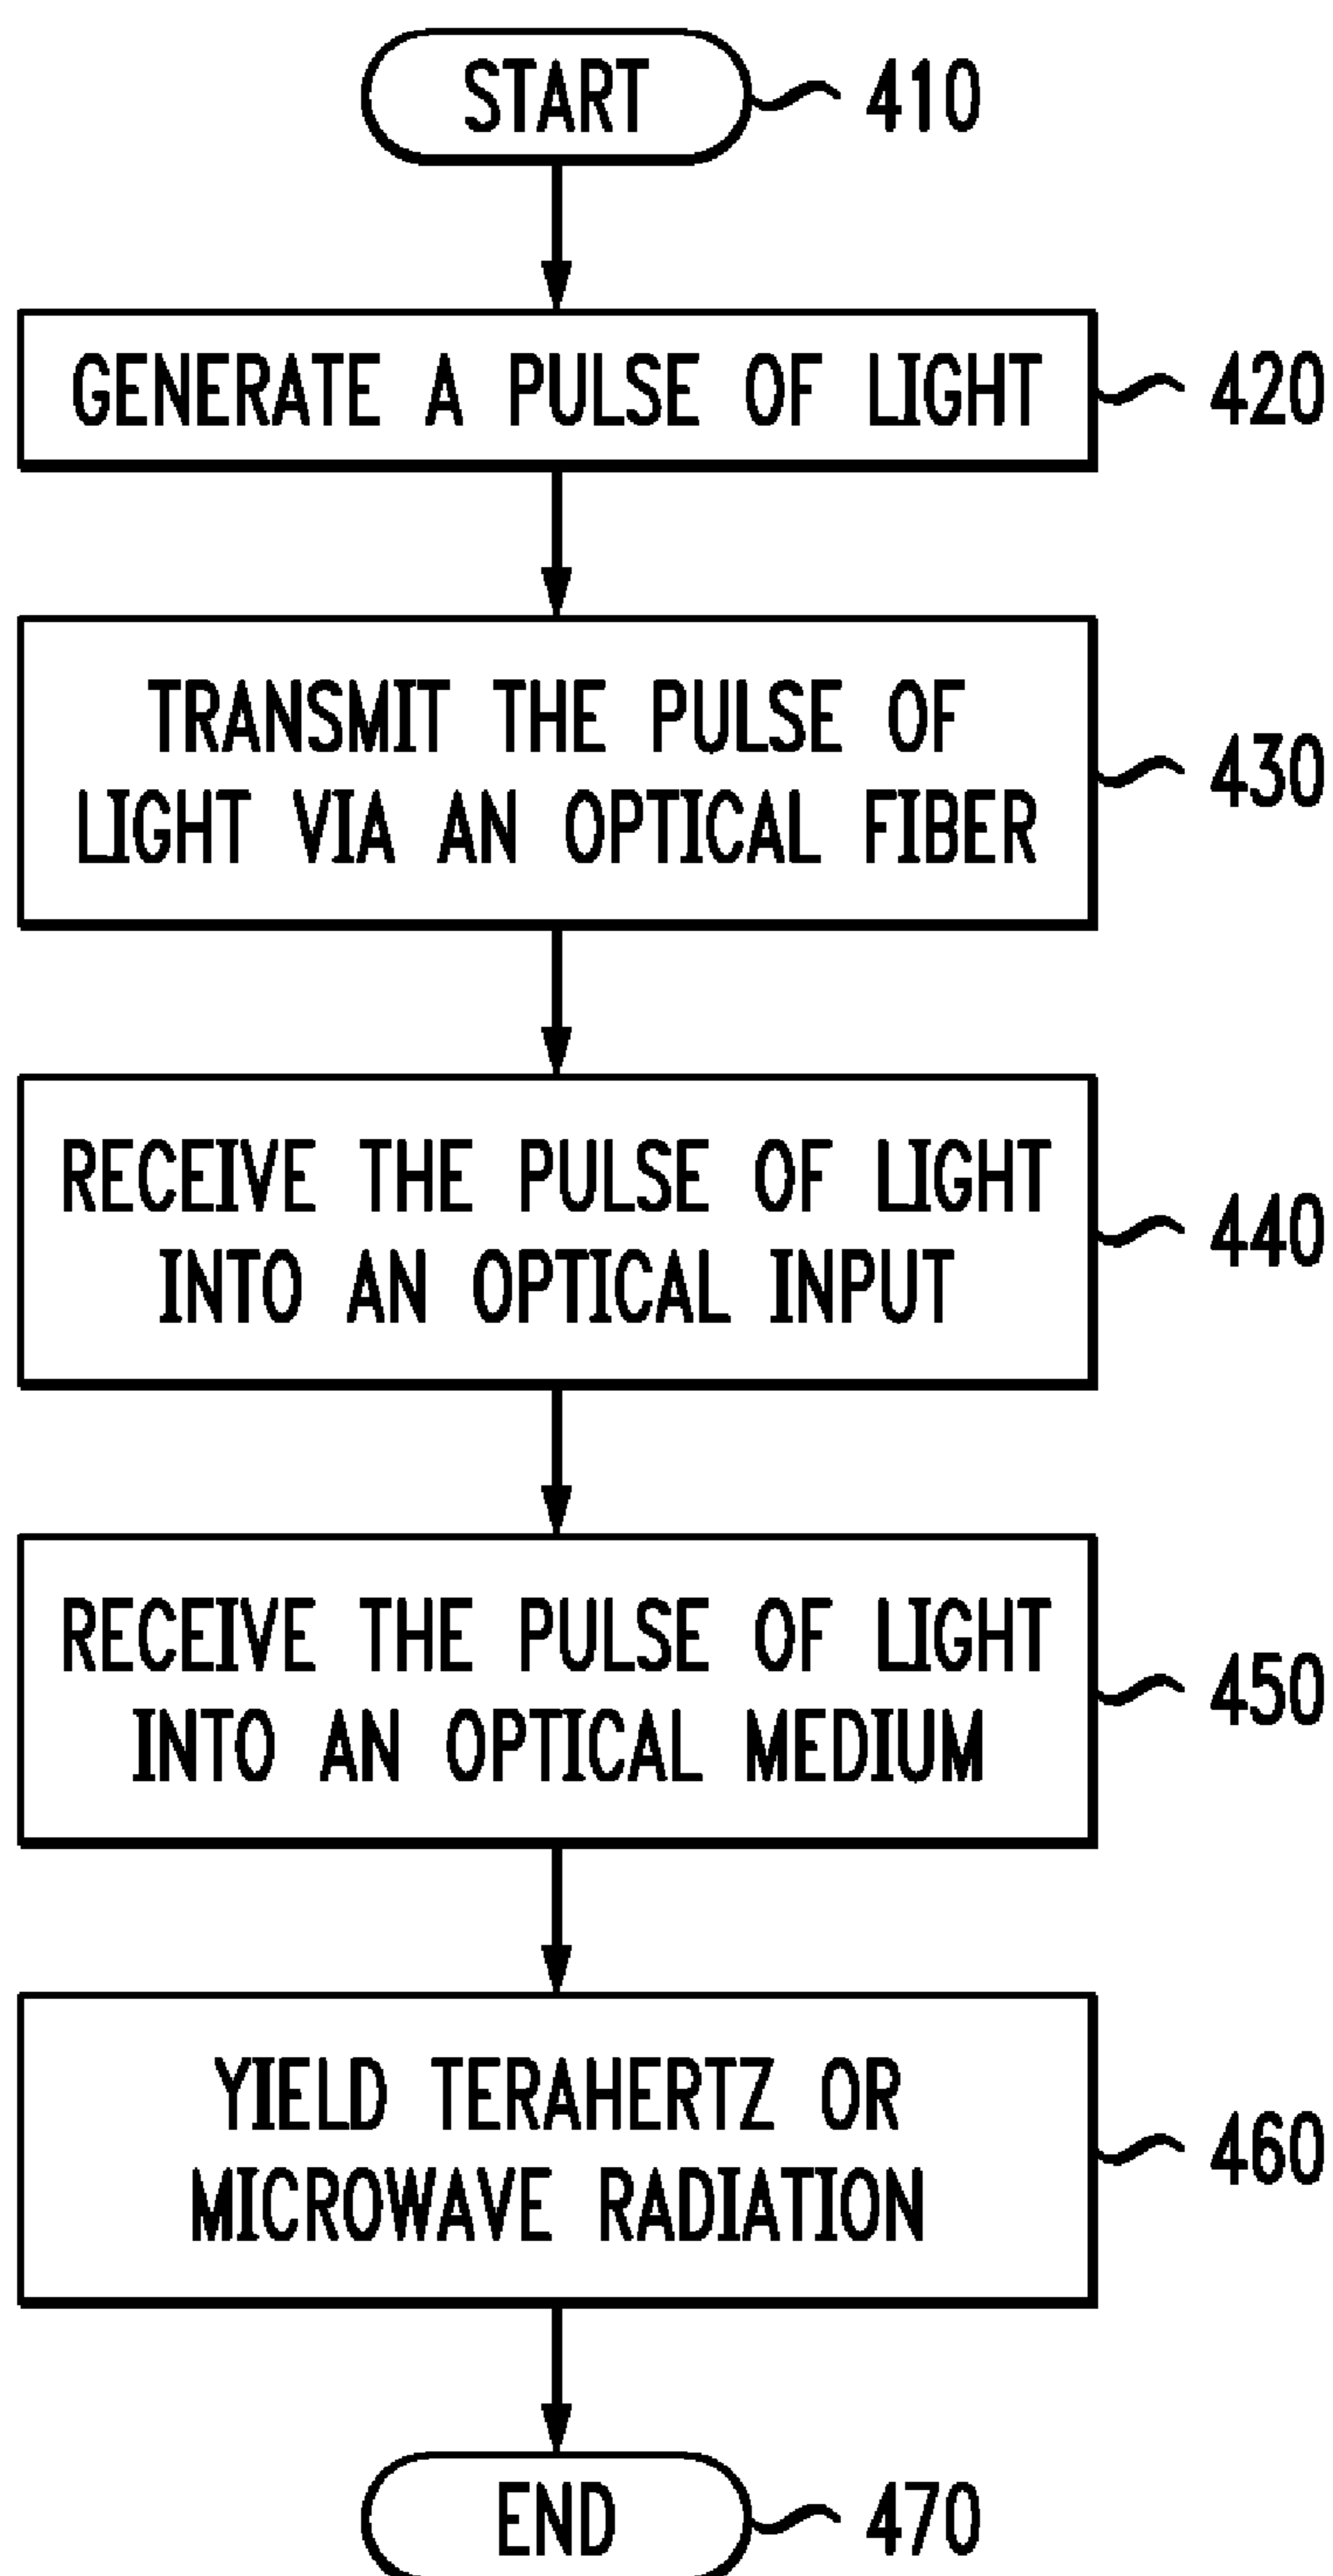 START 410
GENERATE A PULSE OF LIGHT 420
TRANSMIT THE PULSE OF
LIGHT VIA AN OPTICAL FIBER
430
RECEIVE THE PULSE OF LIGHT
INTO AN OPTICAL INPUT
440
RECEIVE THE PULSE OF LIGHT
INTO AN OPTICAL MEDIUM
450
YIELD TERAHERTZ OR
MICROWAVE RADIATION
460
END 470